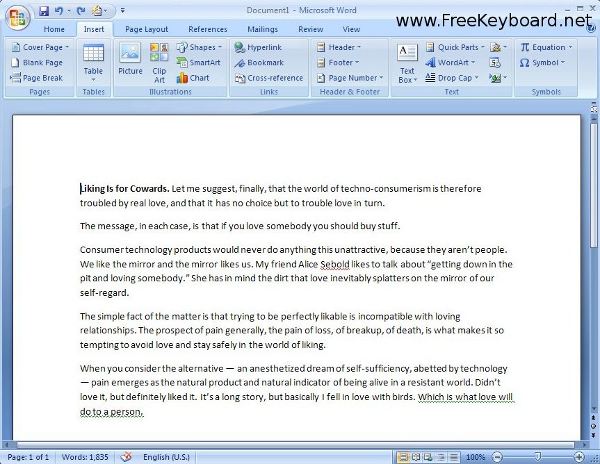 Document1 - Microsoft Word
www.FreeKeyboard.net
Home Insert Page Layout References Mailings Review View
Cover Page
Blank Page
Page Break
Pages
Table
Tables
Picture
Clip Art
Shapes
SmartArt
Chart
Illustrations
Hyperlink
Bookmark
Cross-reference
Links
Header
Footer
Page Number
Header & Footer
Text Box
Quick Parts
WordArt
Drop Cap
Text
Equation
Symbol
Symbols
Liking Is for Cowards. Let me suggest, finally, that the world of techno-consumerism is therefore
troubled by real love, and that it has no choice but to trouble love in turn.
The message, in each case, is that if you love somebody you should buy stuff.
Consumer technology products would never do anything this unattractive, because they aren't people.
We like the mirror and the mirror likes us. My friend Alice Sebold likes to talk about "getting down in the
pit and loving somebody." She has in mind the dirt that love inevitably splatters on the mirror of our
self-regard.
The simple fact of the matter is that trying to be perfectly likable is incompatible with loving
relationships. The prospect of pain generally, the pain of loss, of breakup, of death, is what makes it so
tempting to avoid love and stay safely in the world of liking.
When you consider the alternative — an anesthetized dream of self-sufficiency, abetted by technology
— pain emerges as the natural product and natural indicator of being alive in a resistant world. Didn't
love it, but definitely liked it. It's a long story, but basically I fell in love with birds. Which is what love will
do to a person.
Page: 1 of 1 Words: 1,835 English (U.S.) 100%